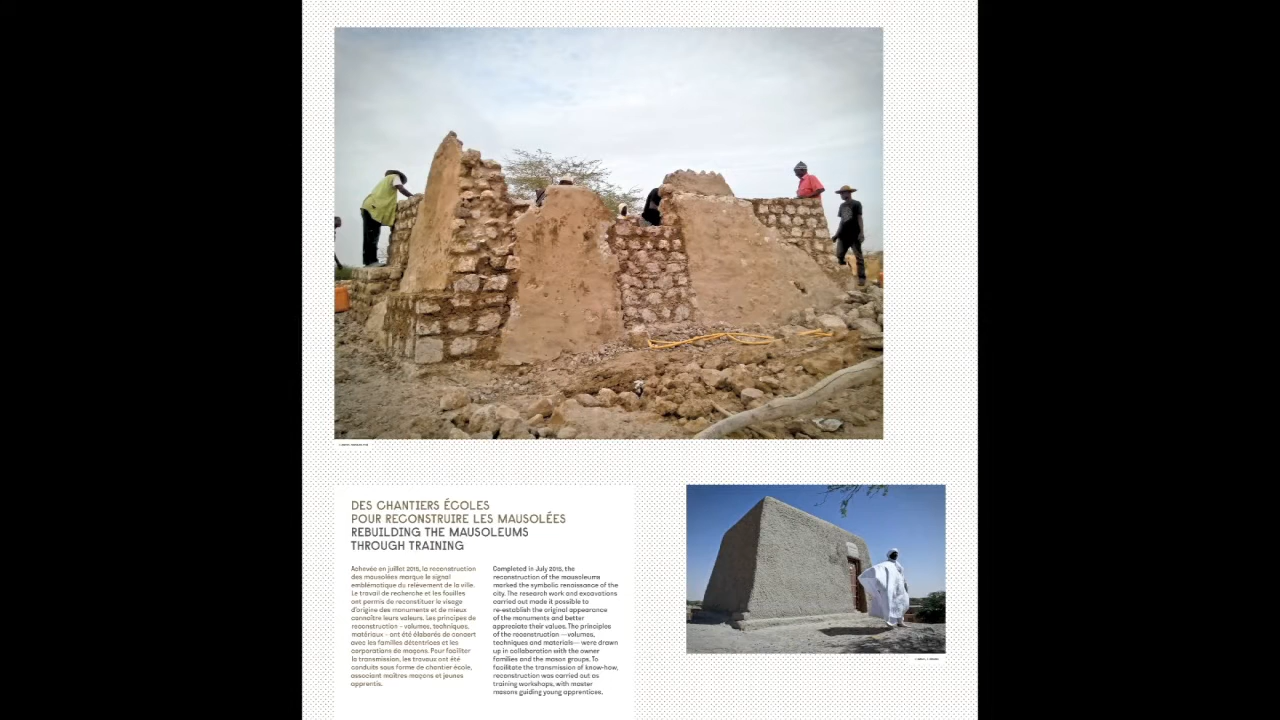 DES CHANTIERS ÉCOLES
POUR RECONSTRUIRE LES MAUSOLÉES
REBUILDING THE MAUSOLEUMS
THROUGH TRAINING
Achevée en juillet 2015, la reconstruction
des mausolées marque le signal
emblématique du relèvement de la ville.
Le travail de recherche et les fouilles
ont permis de reconstituer le visage
d'origine des monuments et de mieux
connaître leurs valeurs. Les principes de
reconstruction – volumes, techniques,
matériaux – ont été élaborés de concert
avec les familles détentrices et les
corporations de maçons. Pour faciliter
la transmission, les travaux ont été
conduits sous forme de chantier école,
associant maîtres maçons et jeunes
apprentis.
Completed in July 2015, the
reconstruction of the mausoleums
marked the symbolic renaissance of the
city. The research work and excavations
carried out made it possible to
re-establish the original appearance
of the monuments and better
appreciate their values. The principles
of the reconstruction —volumes,
techniques and materials— were drawn
up in collaboration with the owner
families and the mason groups. To
facilitate the transmission of know-how,
reconstruction was carried out as
training workshops, with master
masons guiding young apprentices.